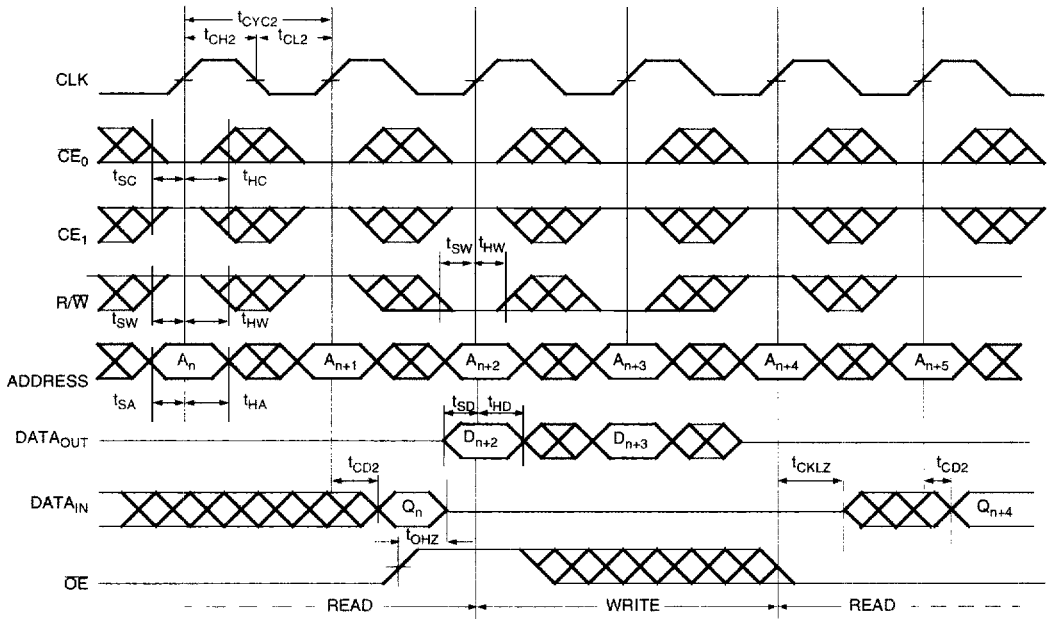 tCYC2
tCH2 tCL2
CLK
CE0
tSC tHC
CE1
tSW tHW
R/W
tSW tHW
An An+1 An+2 An+3 An+4 An+5
ADDRESS
tSA tHA
tSD tHD
DATAOUT Dn+2 Dn+3
tCD2 tCKLZ tCD2
DATAIN Qn Qn+4
tOHZ
OE
READ WRITE READ